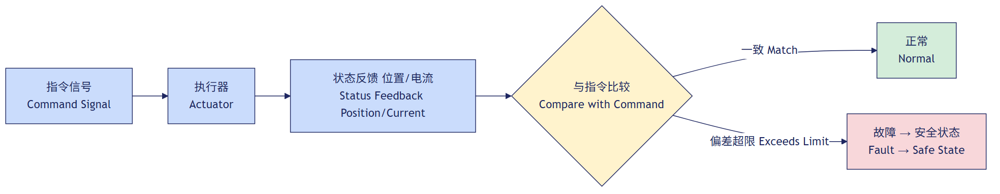 指令信号
Command Signal
执行器
Actuator
状态反馈 位置/电流
Status Feedback
Position/Current
与指令比较
Compare with Command
一致 Match
正常
Normal
偏差超限 Exceeds Limit
故障 → 安全状态
Fault → Safe State